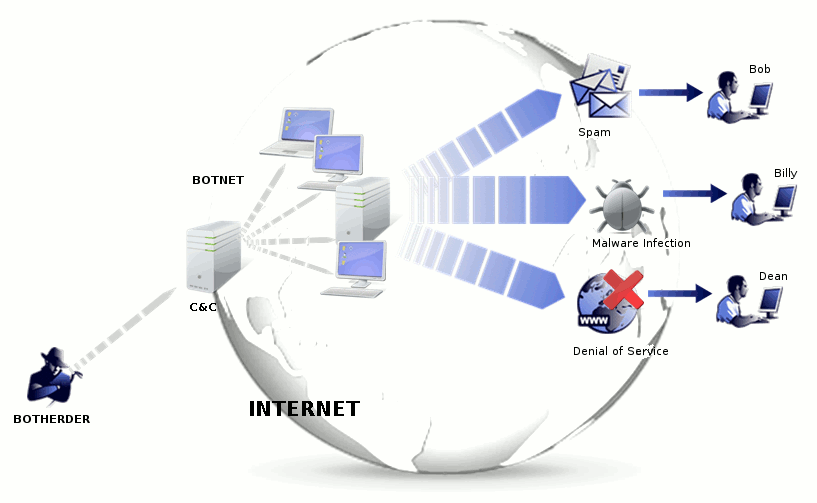 Bob
Spam
Billy
BOTNET
Malware Infection
Dean
C&C
WWW
Denial of Service
INTERNET
BOTHERDER